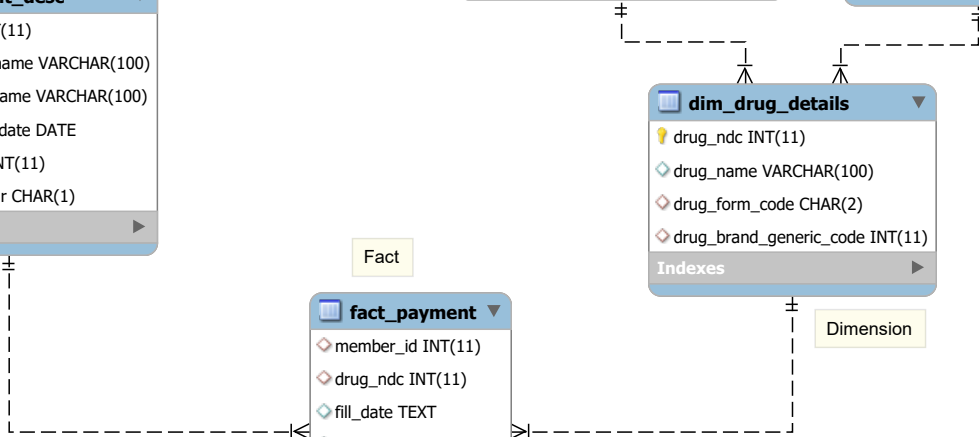 (11)
name VARCHAR(100)
ame VARCHAR(100)
date DATE
NT(11)
r CHAR(1)
dim_drug_details
drug_ndc INT(11)
drug_name VARCHAR(100)
drug_form_code CHAR(2)
drug_brand_generic_code INT(11)
Indexes
Fact
fact_payment
member_id INT(11)
drug_ndc INT(11)
fill_date TEXT
Dimension